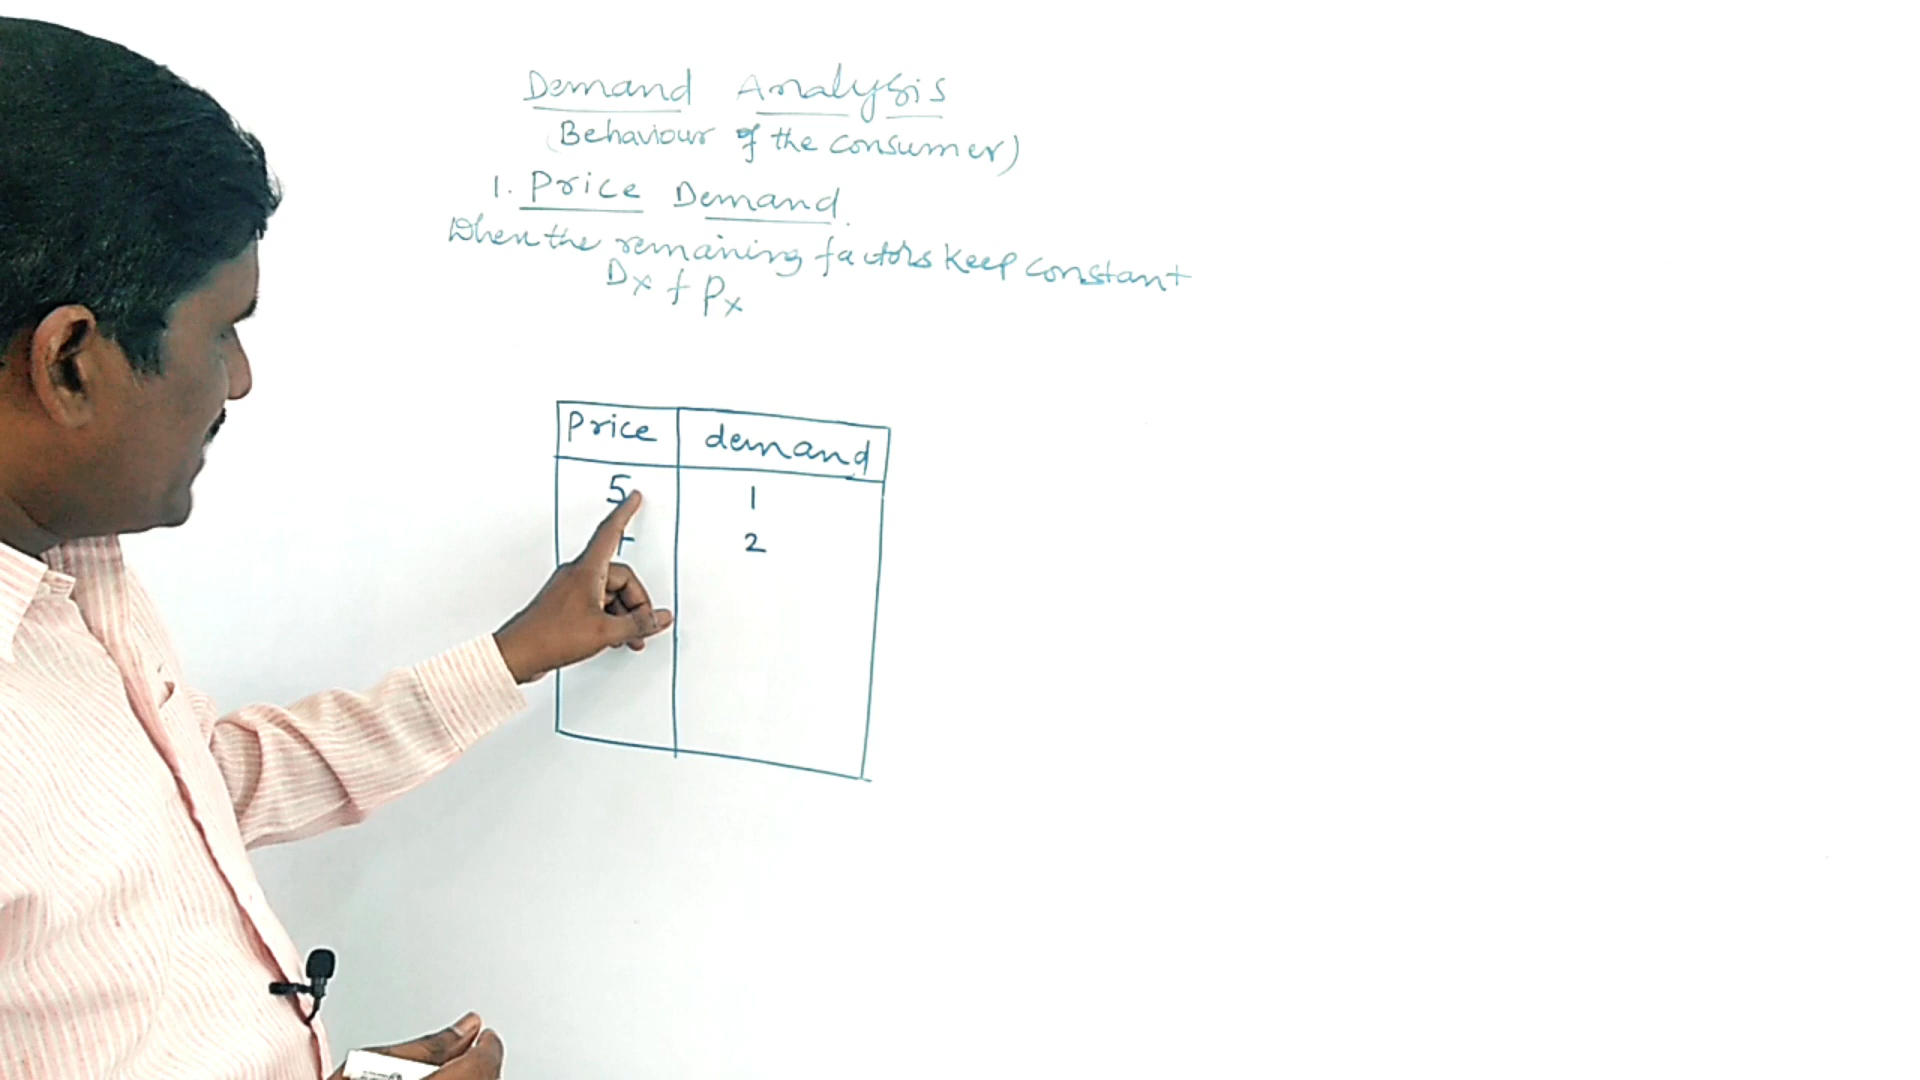 Demand Analysis
(Behaviour of the consumer)
1. Price Demand.
When the remaining factors keep constant
Dx f Px
Price demand
5 1
2